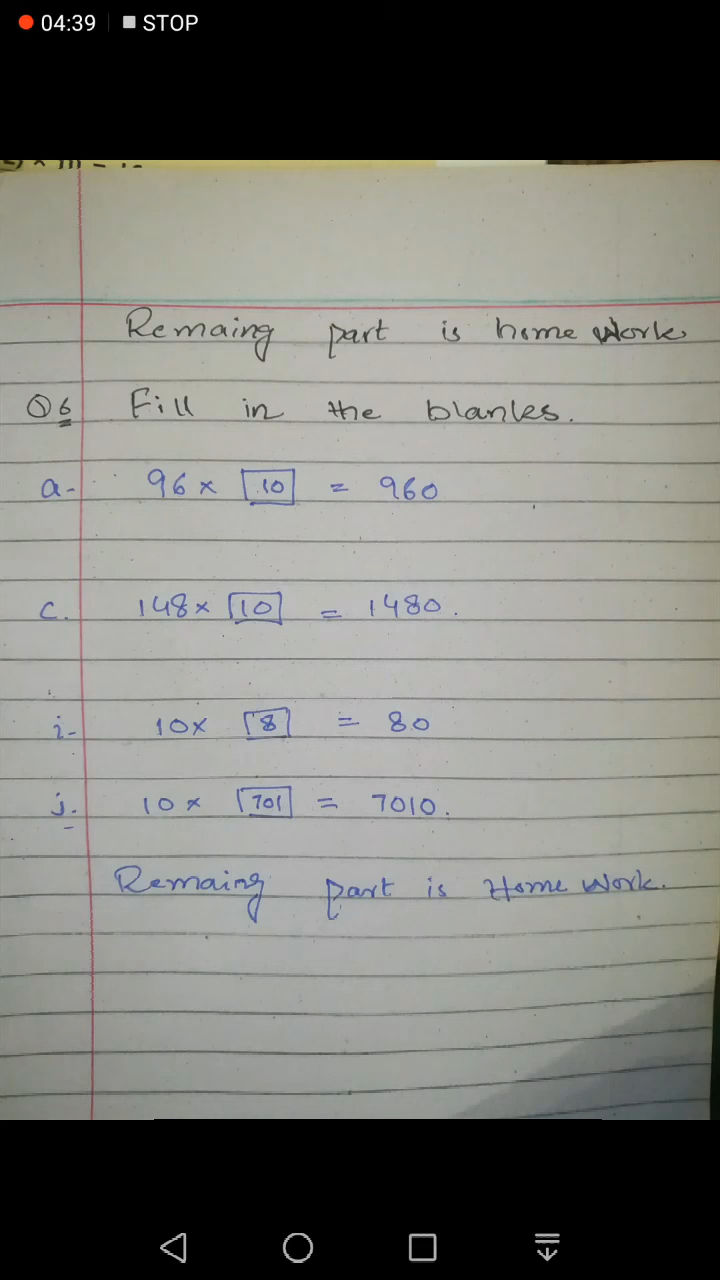 04:39 STOP
Remaing part is home work
Q6 Fill in the blanks.
a- 96 × 10 = 960
c. 148 × 10 = 1480.
i- 10 × 8 = 80
j. 10 × 701 = 7010.
Remaing part is Home Work.